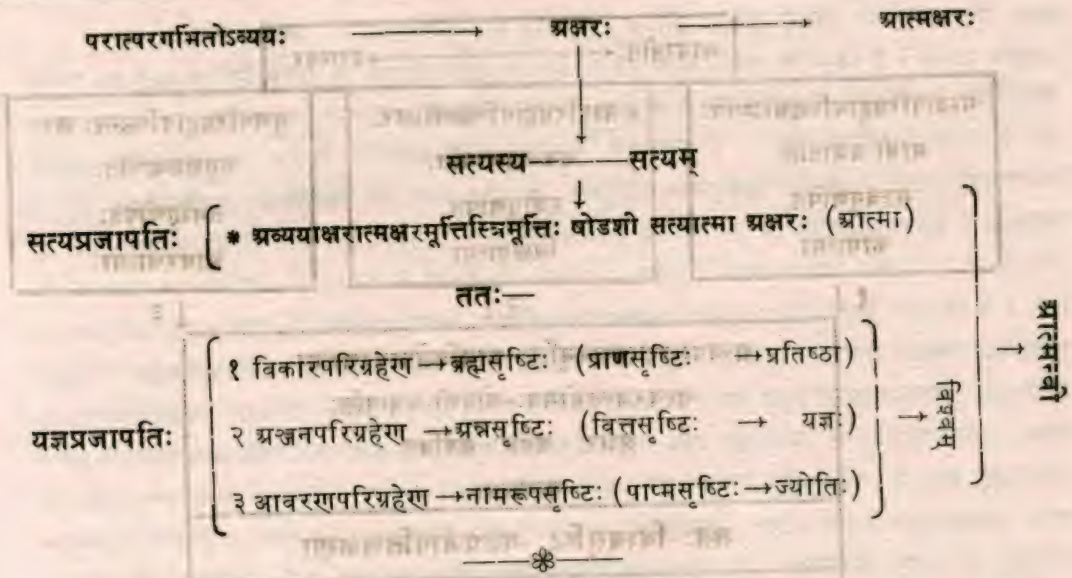 परात्परगर्भितोऽव्ययः ⟶ अक्षरः ⟶ आत्मक्षरः
सत्यस्य———सत्यम्
सत्यप्रजापतिः * अव्ययाक्षरात्मक्षरमूर्त्तिस्त्रिमूर्त्तिः षोडशी सत्यात्मा अक्षरः (आत्मा)
ततः—
१ विकारपरिग्रहेण → ब्रह्मसृष्टिः (प्राणसृष्टिः → प्रतिष्ठा)
यज्ञप्रजापतिः २ अञ्जनपरिग्रहेण → अन्नसृष्टिः (वित्तसृष्टिः → यज्ञः)
३ आवरणपरिग्रहेण → नामरूपसृष्टिः (पाप्मसृष्टिः → ज्योतिः)
→ विश्वम्
→ आत्मन्वी